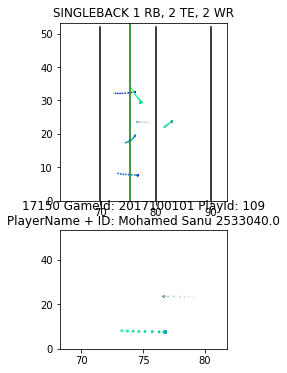 SINGLEBACK 1 RB, 2 TE, 2 WR
50
40
30
20
10
0
70 80 90
17150 GameId: 2017100101 PlayId: 109
PlayerName + ID: Mohamed Sanu 2533040.0
40
20
0
70 75 80